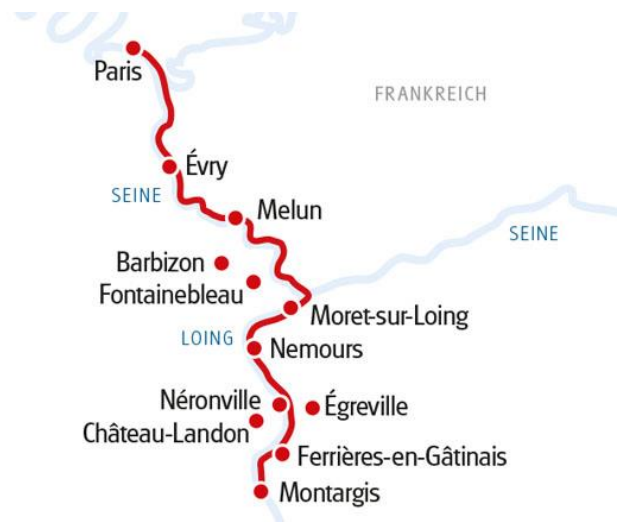 Paris
FRANKREICH
Évry
SEINE
Melun
SEINE
Barbizon
Fontainebleau
Moret-sur-Loing
LOING
Nemours
Néronville
Égreville
Château-Landon
Ferrières-en-Gâtinais
Montargis